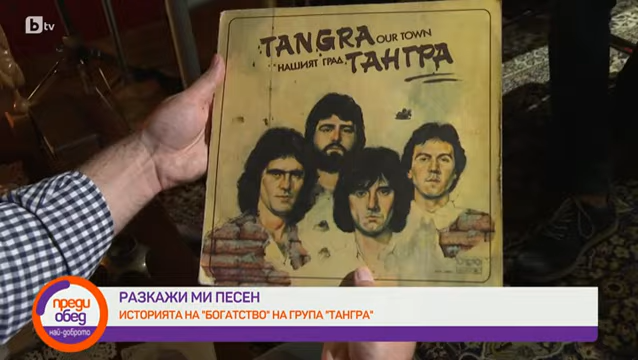 btv
TANGRA OUR TOWN
НАШИЯТ ГРАД ТАНГРА
преди
обед
най-доброто
РАЗКАЖИ МИ ПЕСЕН
ИСТОРИЯТА НА "БОГАТСТВО" НА ГРУПА "ТАНГРА"